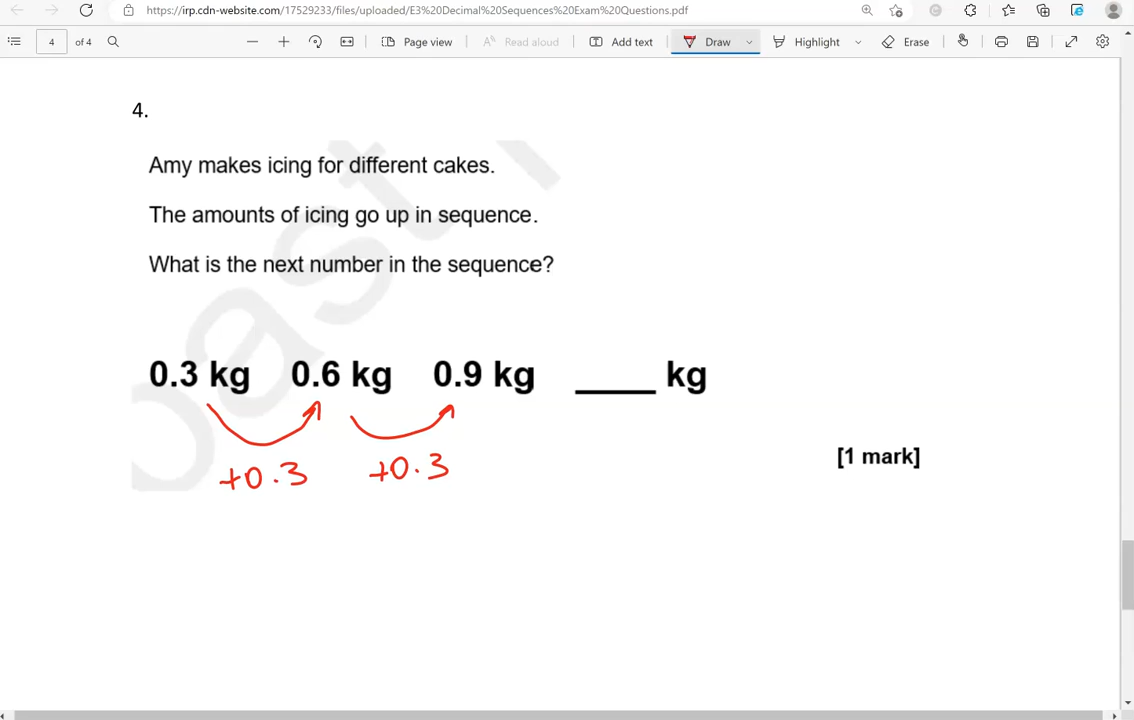 https://irp.cdn-website.com/17529233/files/uploaded/E3%20Decimal%20Sequences%20Exam%20Questions.pdf
4 of 4 Page view Read aloud Add text Draw Highlight Erase
4.
Amy makes icing for different cakes.
The amounts of icing go up in sequence.
What is the next number in the sequence?
0.3 kg 0.6 kg 0.9 kg ____ kg
[1 mark]
+0.3 +0.3